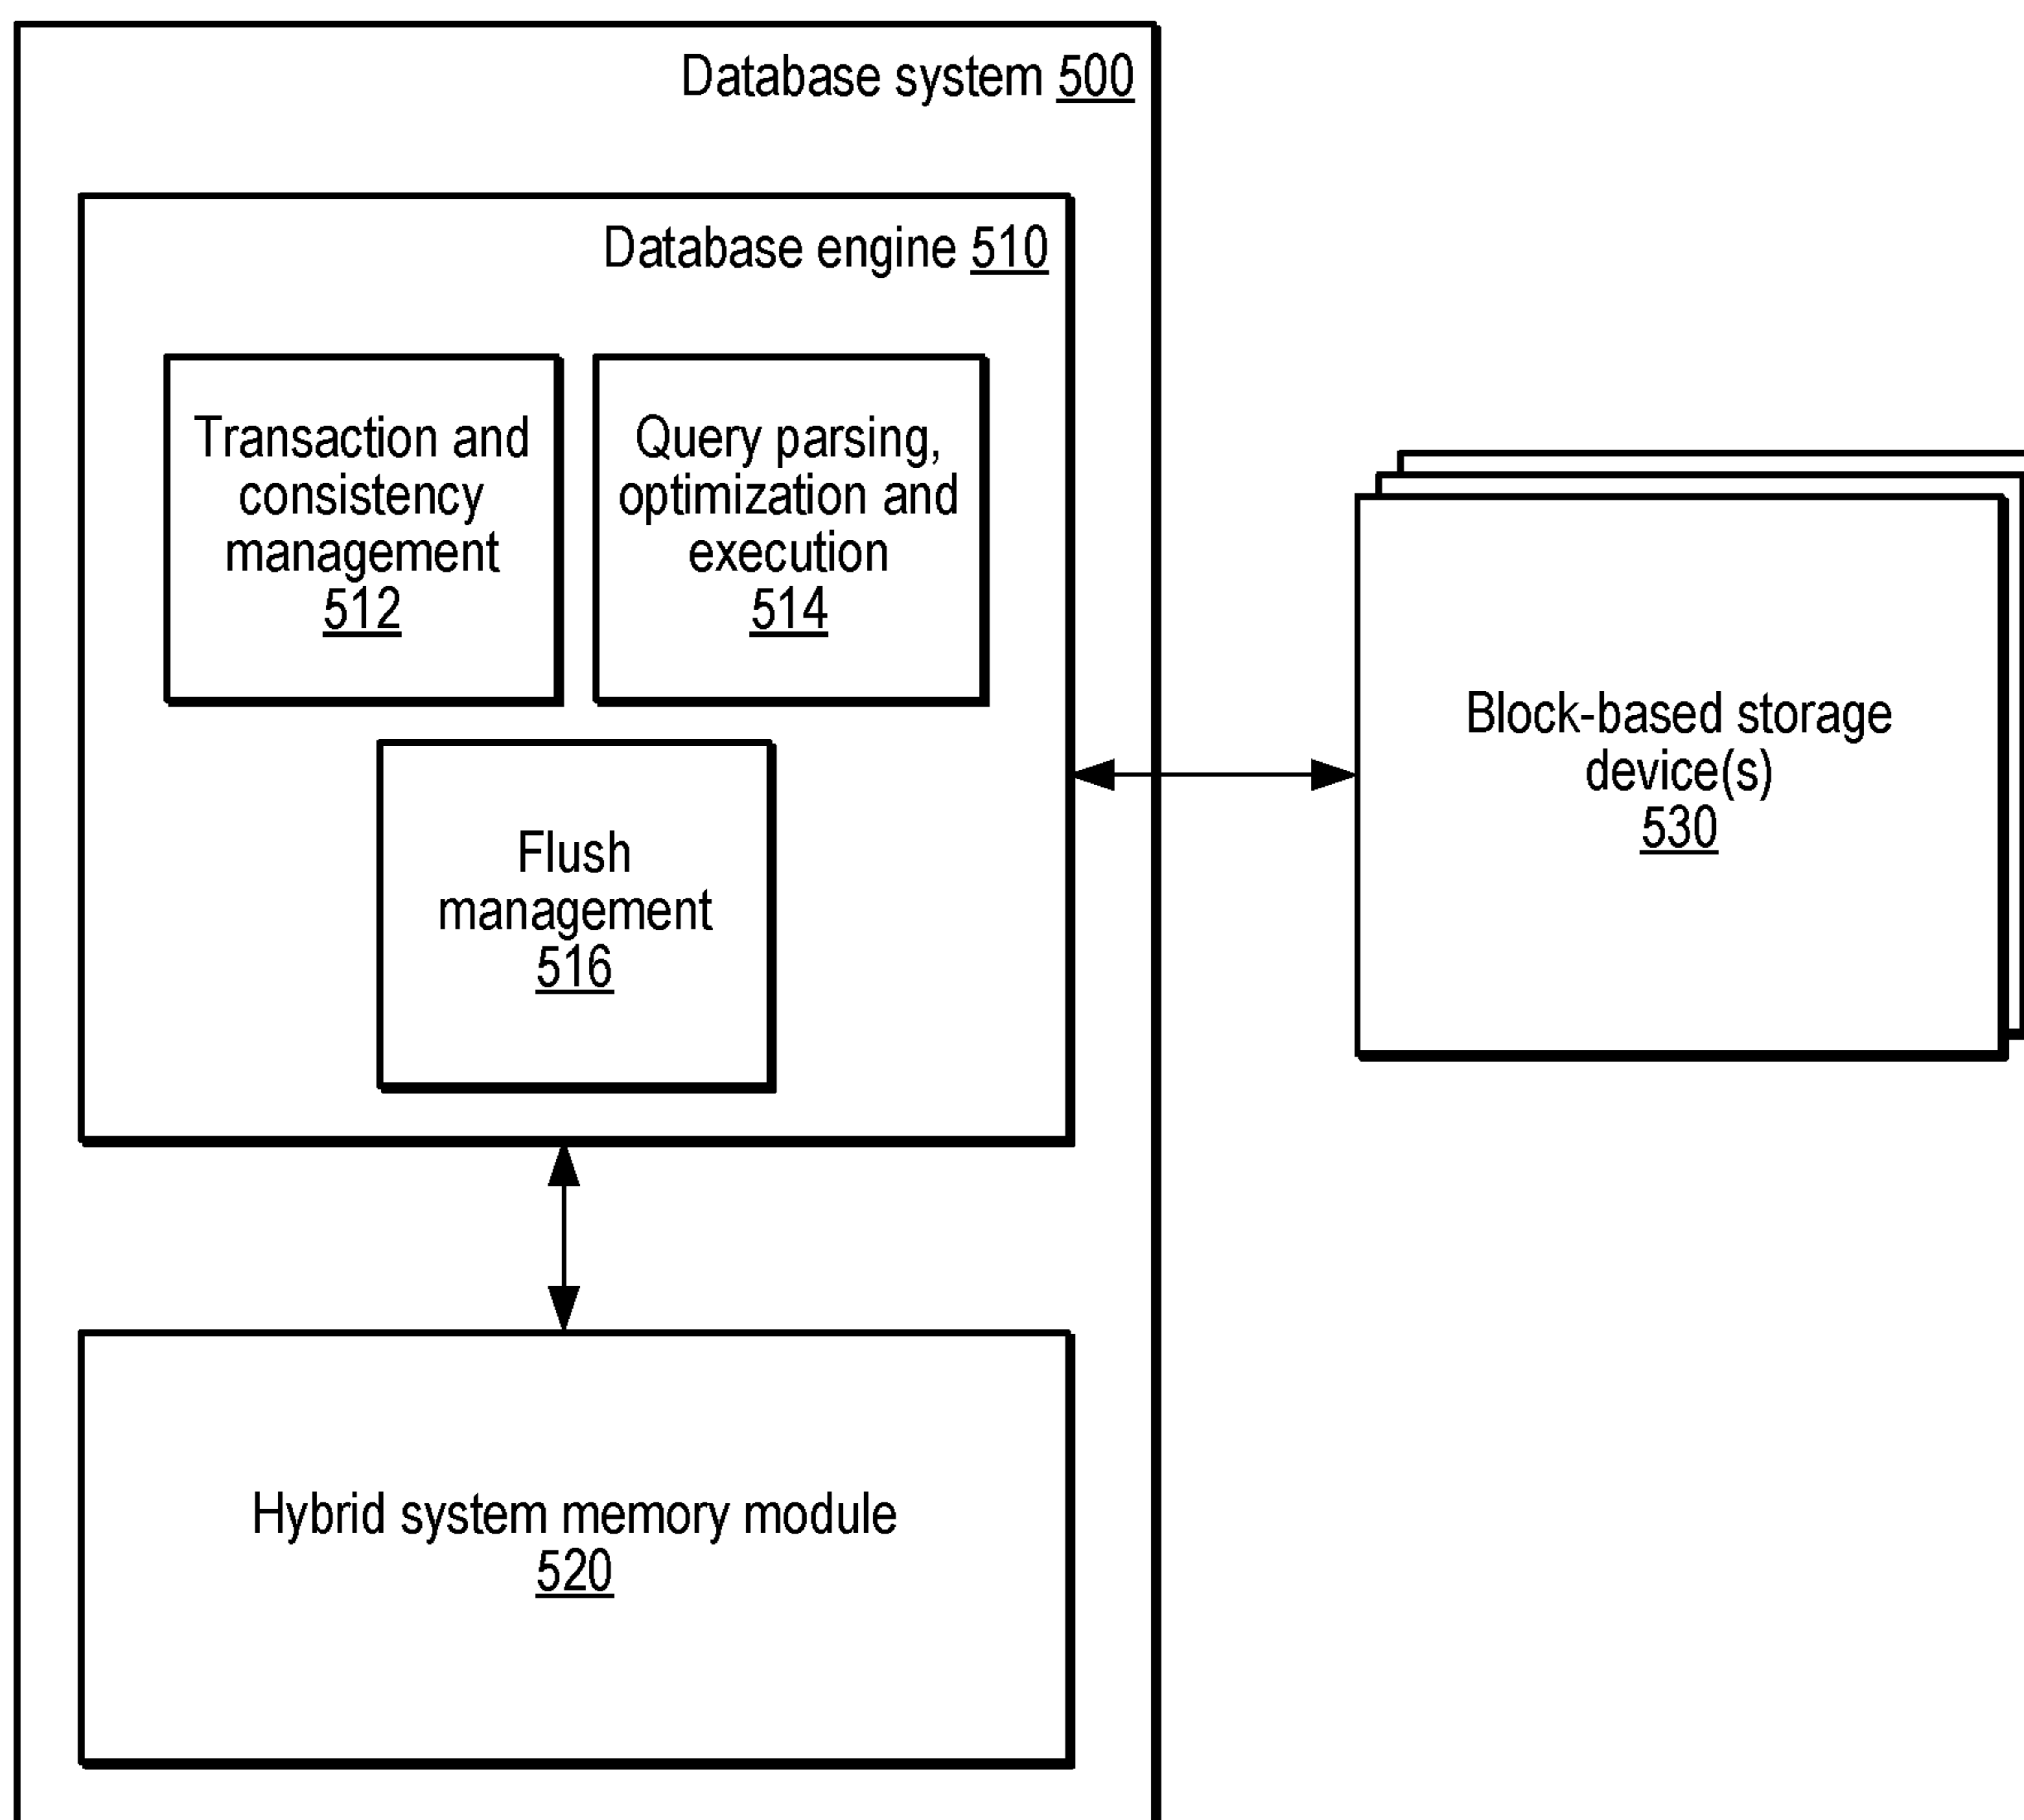 Database system 500
Database engine 510
Transaction and
consistency
management
512
Query parsing,
optimization and
execution
514
Flush
management
516
Block-based storage
device(s)
530
Hybrid system memory module
520